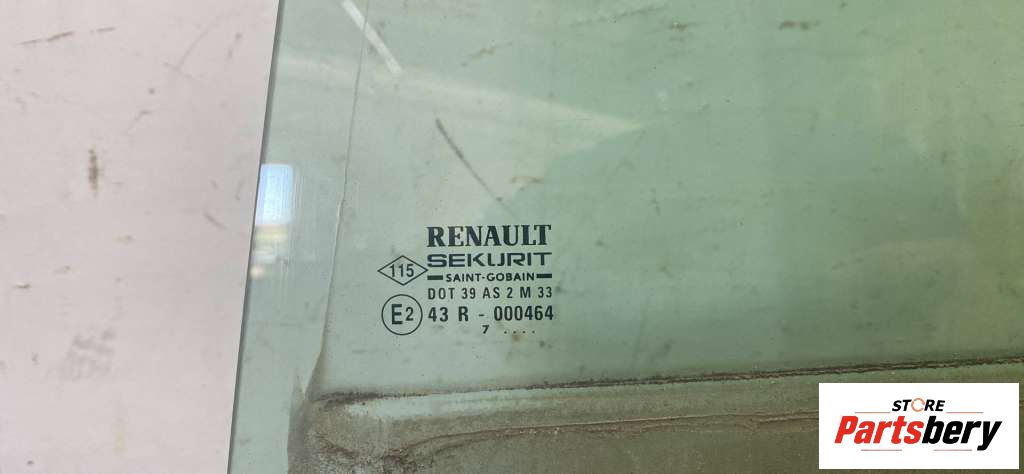 RENAULT
SEKURIT
115
SAINT-GOBAIN
DOT 39 AS 2 M 33
E2 43 R - 000464
7 ....
STORE
Partsbery